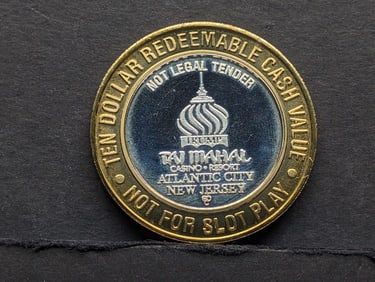 TEN DOLLAR REDEEMABLE CASH VALUE
NOT LEGAL TENDER
TRUMP
TAJ MAHAL
CASINO • RESORT
ATLANTIC CITY
NEW JERSEY
• NOT FOR SLOT PLAY •